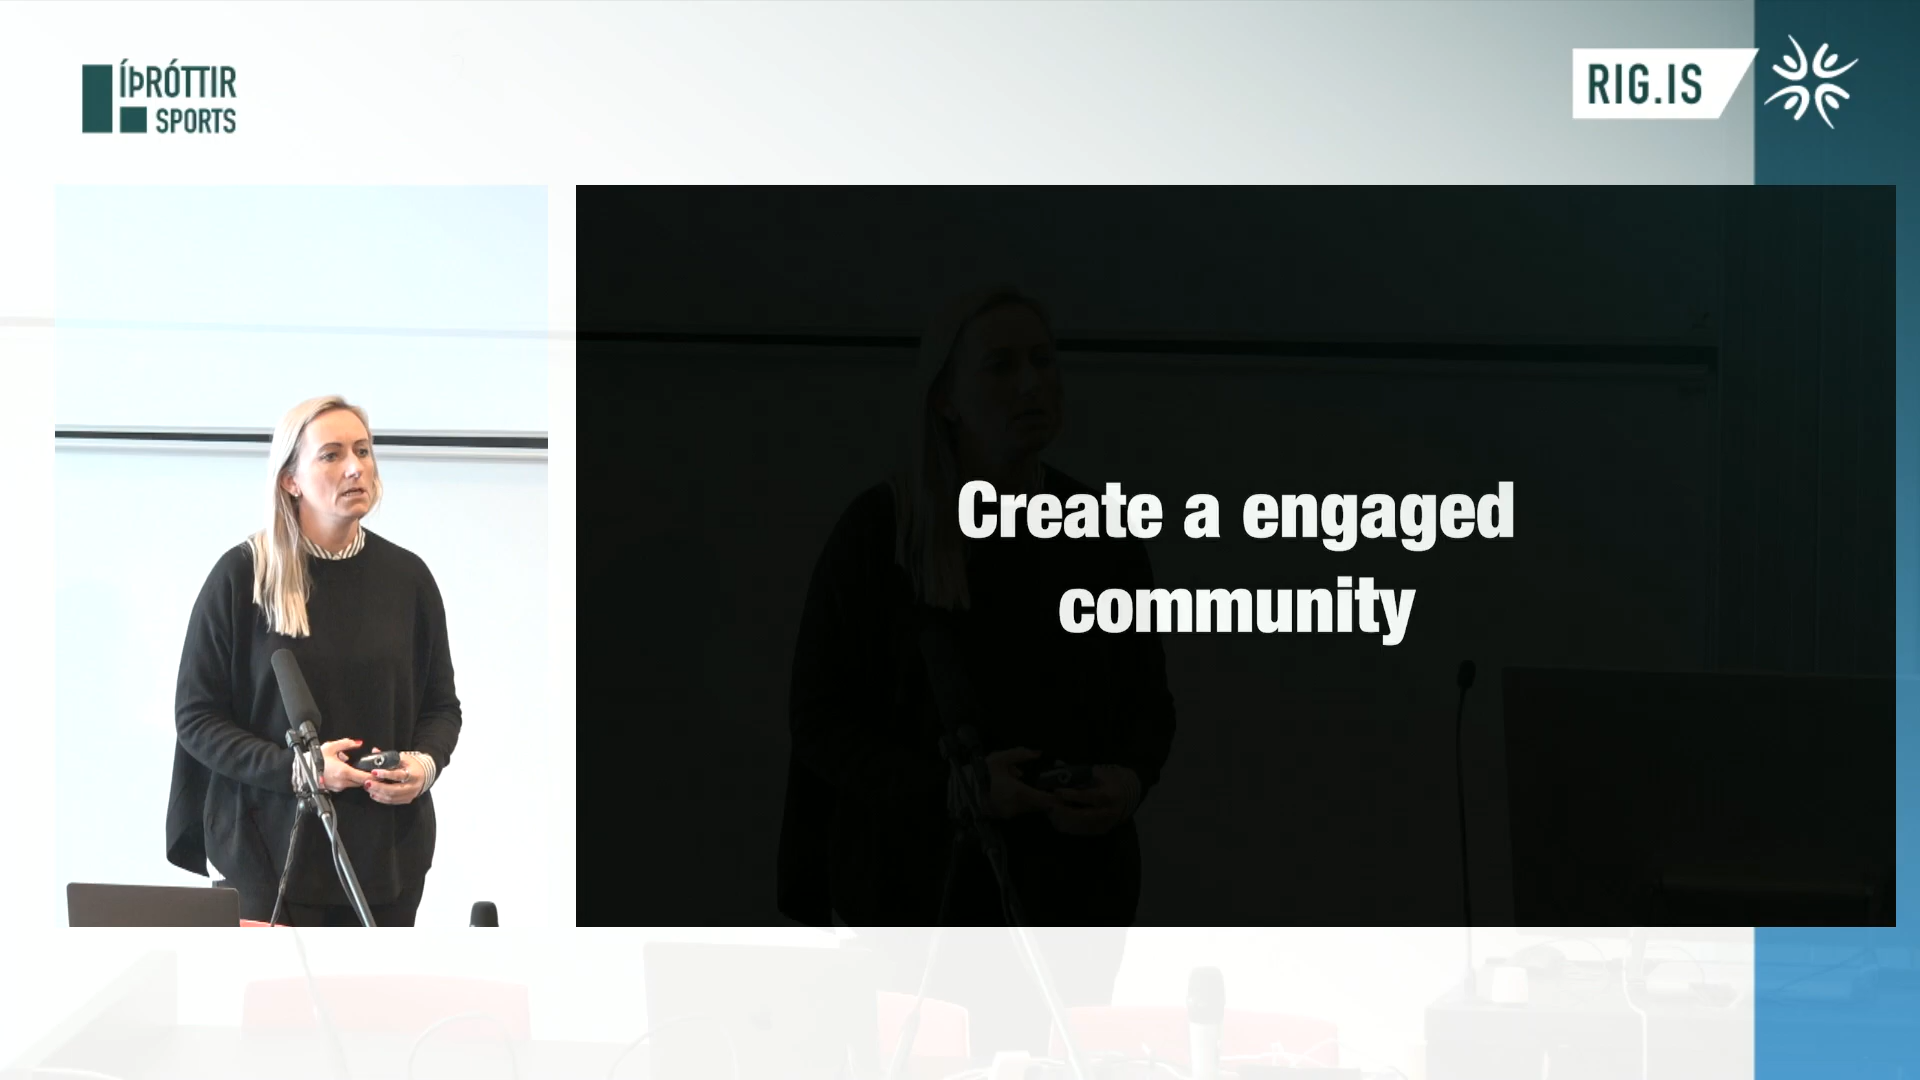 ÍÞRÓTTIR
SPORTS
RIG.IS
Create a engaged
community